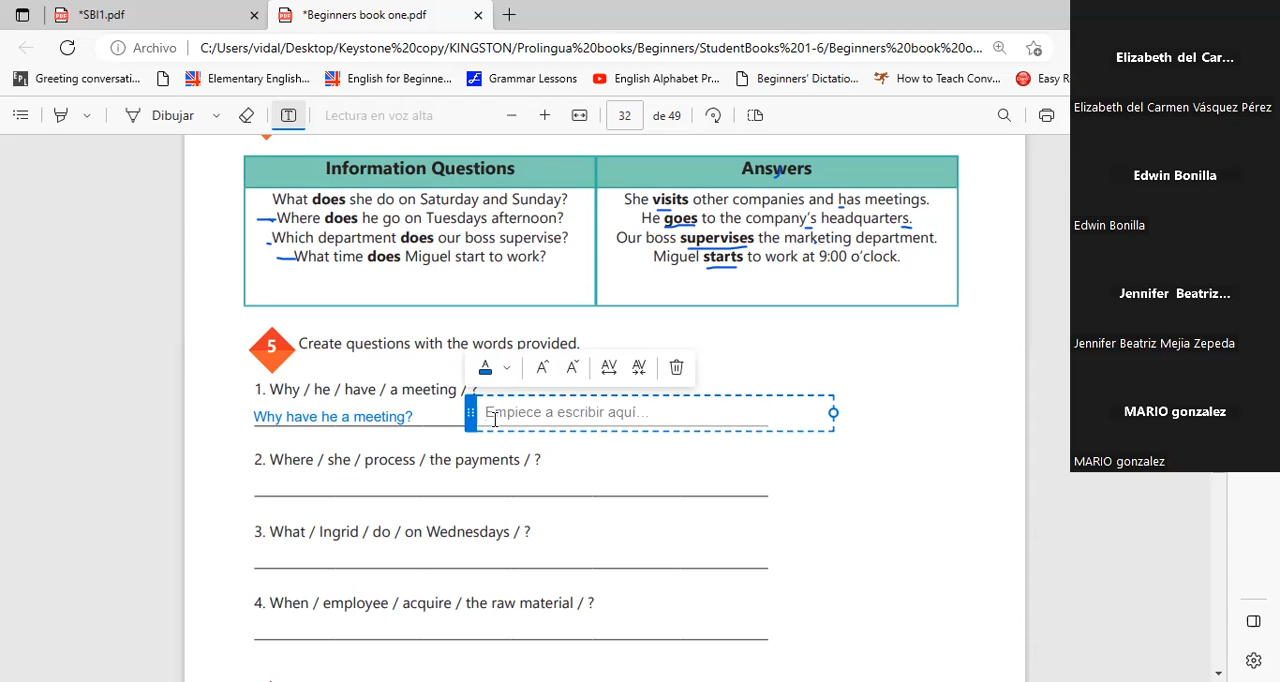 *SBI1.pdf
*Beginners book one.pdf
Archivo
C:/Users/vidal/Desktop/Keystone%20copy/KINGSTON/Prolingua%20books/Beginners/StudentBooks%201-6/Beginners%20book%20o...
Greeting conversati...
Elementary English...
English for Beginne...
Grammar Lessons
English Alphabet Pr...
Beginners' Dictatio...
How to Teach Conv...
Easy R
Dibujar
Lectura en voz alta
32
de 49
Information Questions
Answers
What does she do on Saturday and Sunday?
She visits other companies and has meetings.
Where does he go on Tuesdays afternoon?
He goes to the company's headquarters.
Which department does our boss supervise?
Our boss supervises the marketing department.
What time does Miguel start to work?
Miguel starts to work at 9:00 o'clock.
5
Create questions with the words provided.
1. Why / he / have / a meeting / ?
Why have he a meeting?
Empiece a escribir aquí...
2. Where / she / process / the payments / ?
3. What / Ingrid / do / on Wednesdays / ?
4. When / employee / acquire / the raw material / ?
Elizabeth del Car...
Elizabeth del Carmen Vásquez Pérez
Edwin Bonilla
Edwin Bonilla
Jennifer Beatriz...
Jennifer Beatriz Mejia Zepeda
MARIO gonzalez
MARIO gonzalez